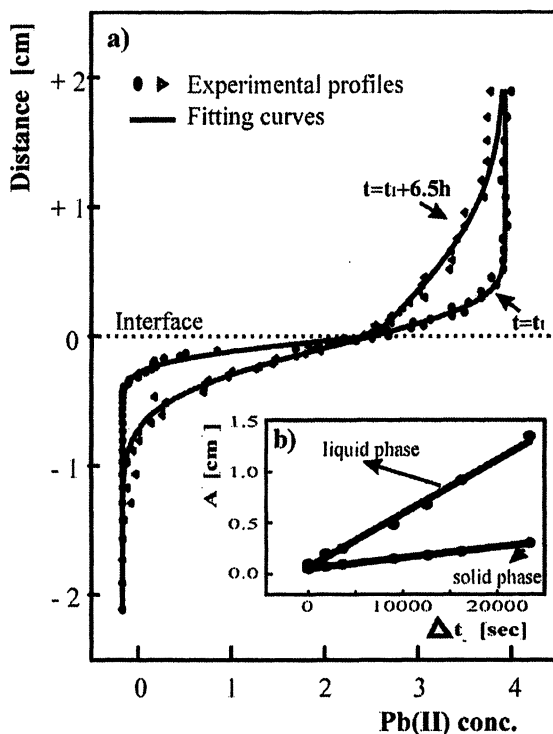 a)
Distance [cm]
+ 2
+ 1
0
- 1
- 2
Experimental profiles
Fitting curves
t=t₁+6.5h
t=t₁
Interface
b)
A [cm]
1.5
1.0
0.5
0.0
liquid phase
solid phase
0
10000
20000
Δt [sec]
0
1
2
3
4
Pb(II) conc.